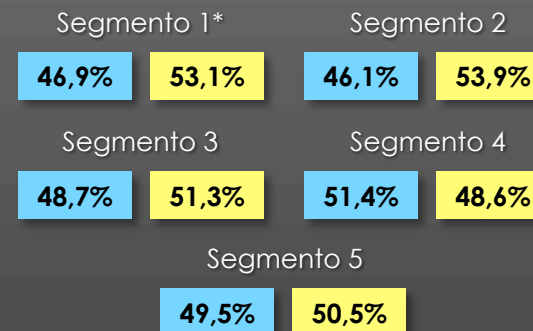 Segmento 1* Segmento 2
46,9% 53,1% 46,1% 53,9%
Segmento 3 Segmento 4
48,7% 51,3% 51,4% 48,6%
Segmento 5
49,5% 50,5%